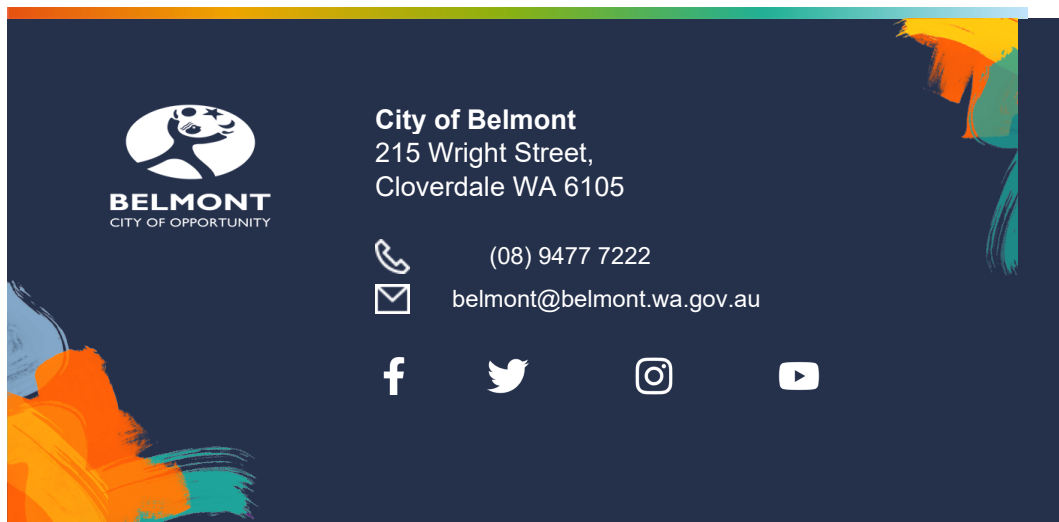 BELMONT
CITY OF OPPORTUNITY
City of Belmont
215 Wright Street,
Cloverdale WA 6105
(08) 9477 7222
belmont@belmont.wa.gov.au